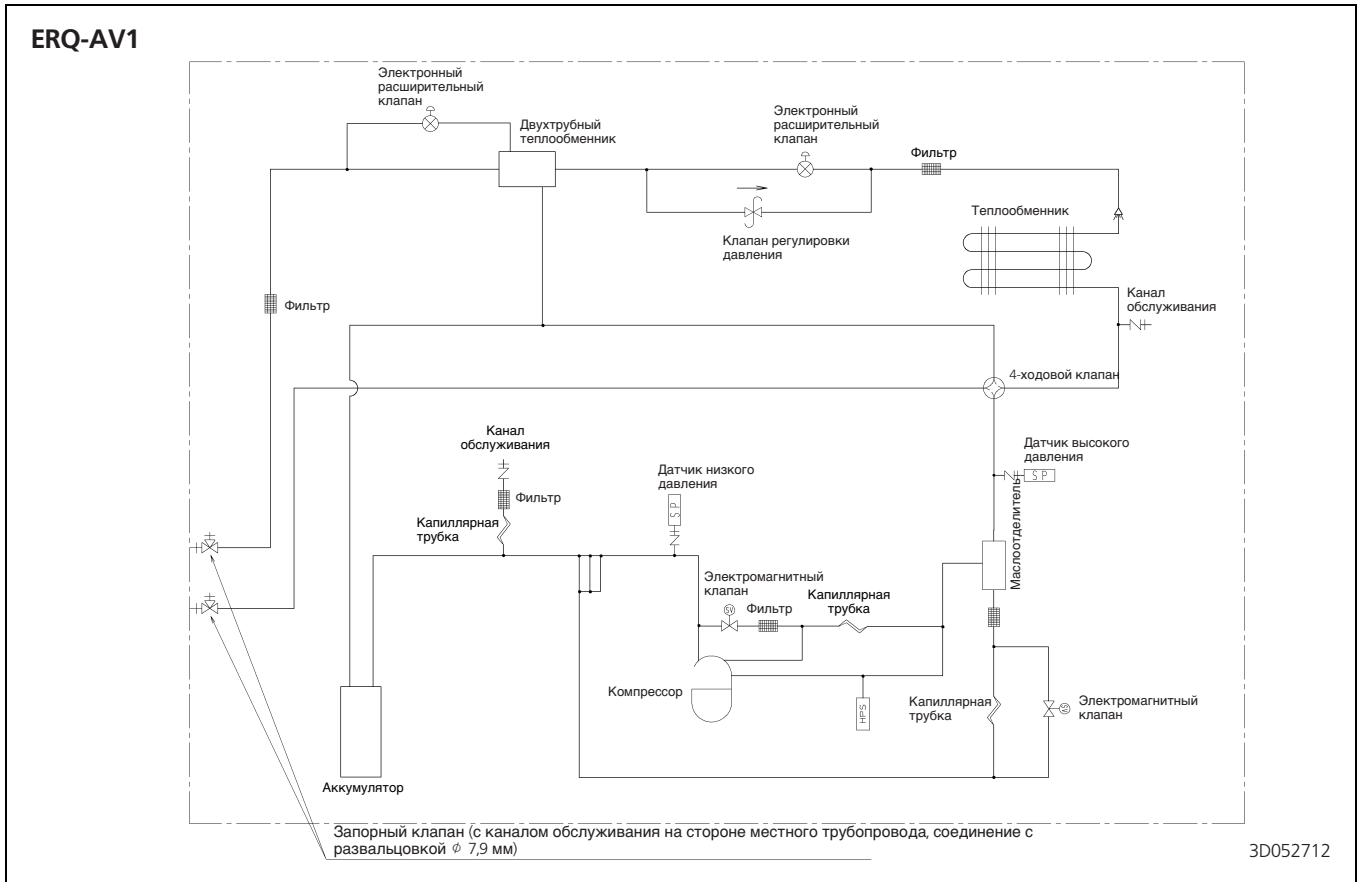 ERQ-AV1
Электронный
расширительный
клапан
Двухтрубный
теплообменник
Электронный
расширительный
клапан
Фильтр
Клапан регулировки
давления
Теплообменник
Канал
обслуживания
Фильтр
4-ходовой клапан
Канал
обслуживания
Фильтр
Капиллярная
трубка
Датчик низкого
давления
SP
Датчик высокого
давления
SP
Маслоотделитель
Электромагнитный
клапан
SV
Фильтр
Капиллярная
трубка
Компрессор
HPS
Капиллярная
трубка
SV
Электромагнитный
клапан
Аккумулятор
Запорный клапан (с каналом обслуживания на стороне местного трубопровода, соединение с
развальцовкой ϕ 7,9 мм)
3D052712